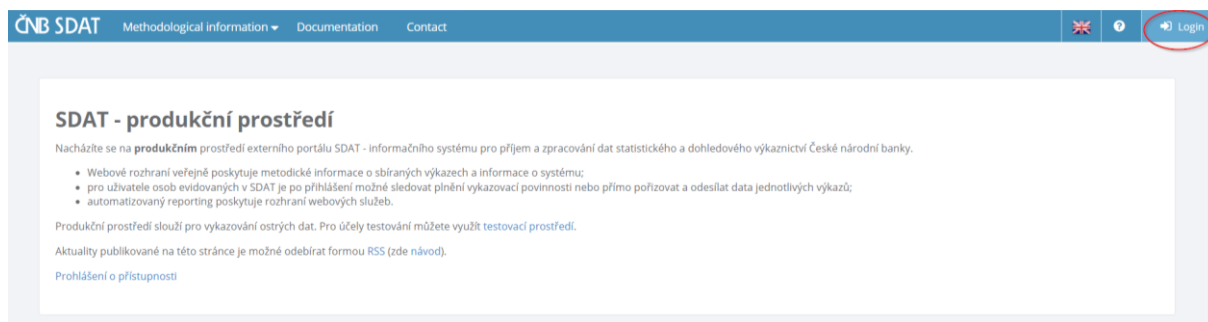 ČNB SDAT Methodological information Documentation Contact Login
SDAT - produkční prostředí
Nacházíte se na produkčním prostředí externího portálu SDAT - informačního systému pro příjem a zpracování dat statistického a dohledového výkaznictví České národní banky.
Webové rozhraní veřejně poskytuje metodické informace o sbíraných výkazech a informace o systému;
pro uživatele osob evidovaných v SDAT je po přihlášení možné sledovat plnění vykazovací povinnosti nebo přímo pořizovat a odesílat data jednotlivých výkazů;
automatizovaný reporting poskytuje rozhraní webových služeb.
Produkční prostředí slouží pro vykazování ostrých dat. Pro účely testování můžete využít testovací prostředí.
Aktuality publikované na této stránce je možné odebírat formou RSS (zde návod).
Prohlášení o přístupnosti